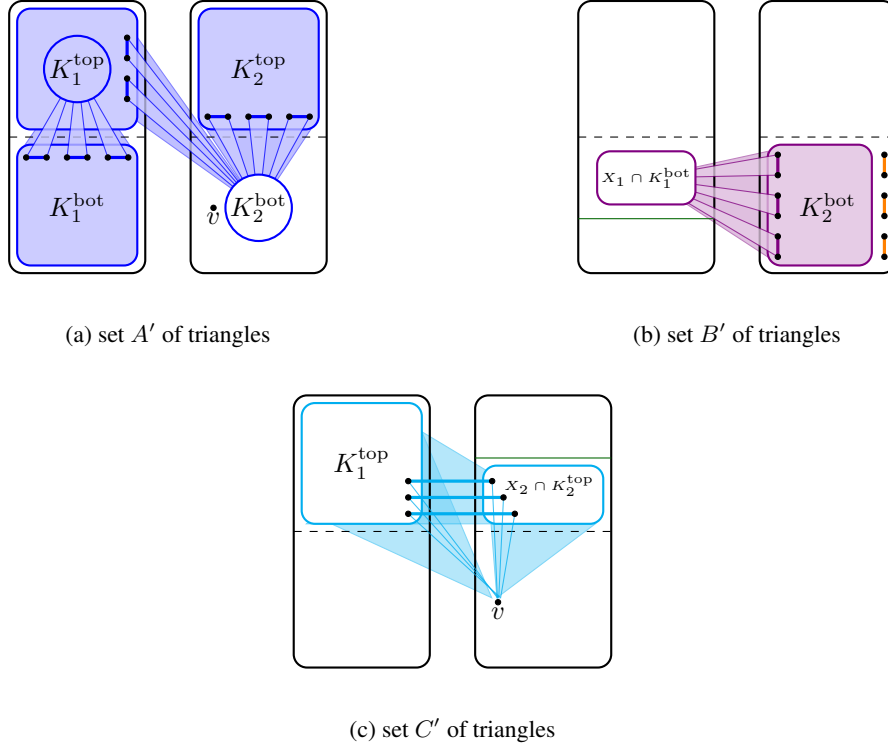 K_1^top
K_2^top
K_1^bot
v
K_2^bot
(a) set A′ of triangles
X_1 ∩ K_1^bot
K_2^bot
(b) set B′ of triangles
K_1^top
X_2 ∩ K_2^top
v
(c) set C′ of triangles